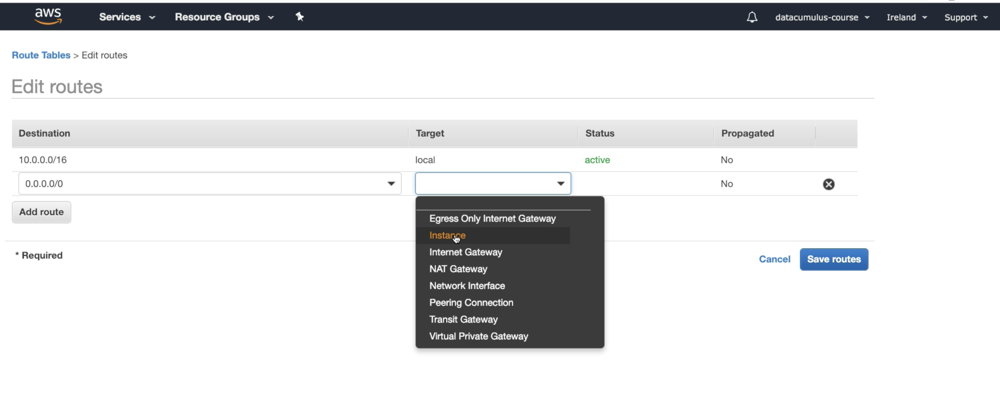 aws Services Resource Groups datacumulus-course Ireland Support
Route Tables > Edit routes
Edit routes
Destination Target Status Propagated
10.0.0.0/16 local active No
0.0.0.0/0 No
Add route
Egress Only Internet Gateway
Instance
Internet Gateway
NAT Gateway
Network Interface
Peering Connection
Transit Gateway
Virtual Private Gateway
* Required
Cancel Save routes